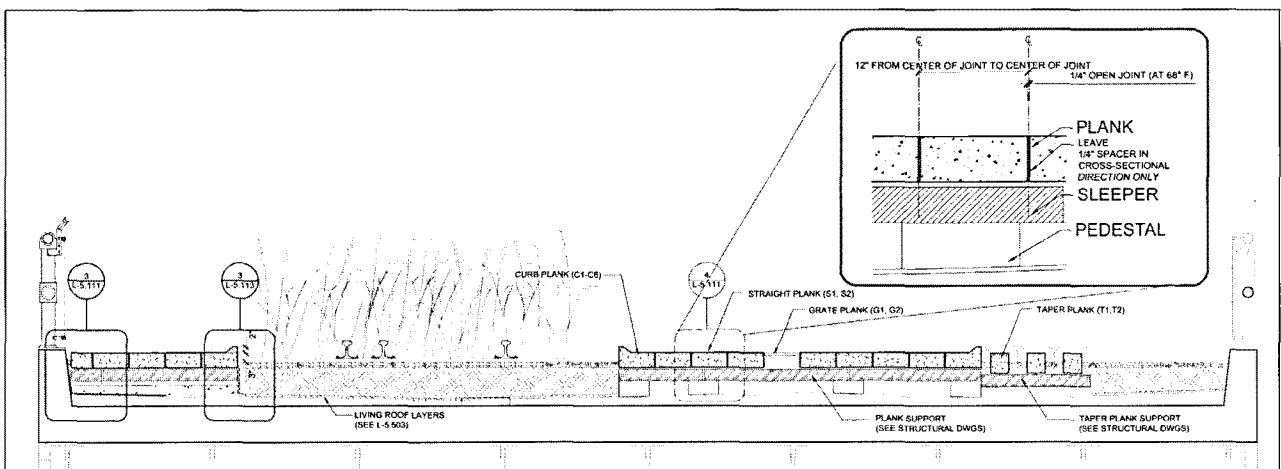 12" FROM CENTER OF JOINT TO CENTER OF JOINT
1/4" OPEN JOINT (AT 68° F)
PLANK
LEAVE
1/4" SPACER IN
CROSS-SECTIONAL
DIRECTION ONLY
SLEEPER
PEDESTAL
3
L-5.111
3
L-5.113
CURB PLANK (C1-C6)
4
L-5.111
STRAIGHT PLANK (S1, S2)
GRATE PLANK (G1, G2)
TAPER PLANK (T1,T2)
LIVING ROOF LAYERS
(SEE L-5.503)
PLANK SUPPORT
(SEE STRUCTURAL DWGS)
TAPER PLANK SUPPORT
(SEE STRUCTURAL DWGS)